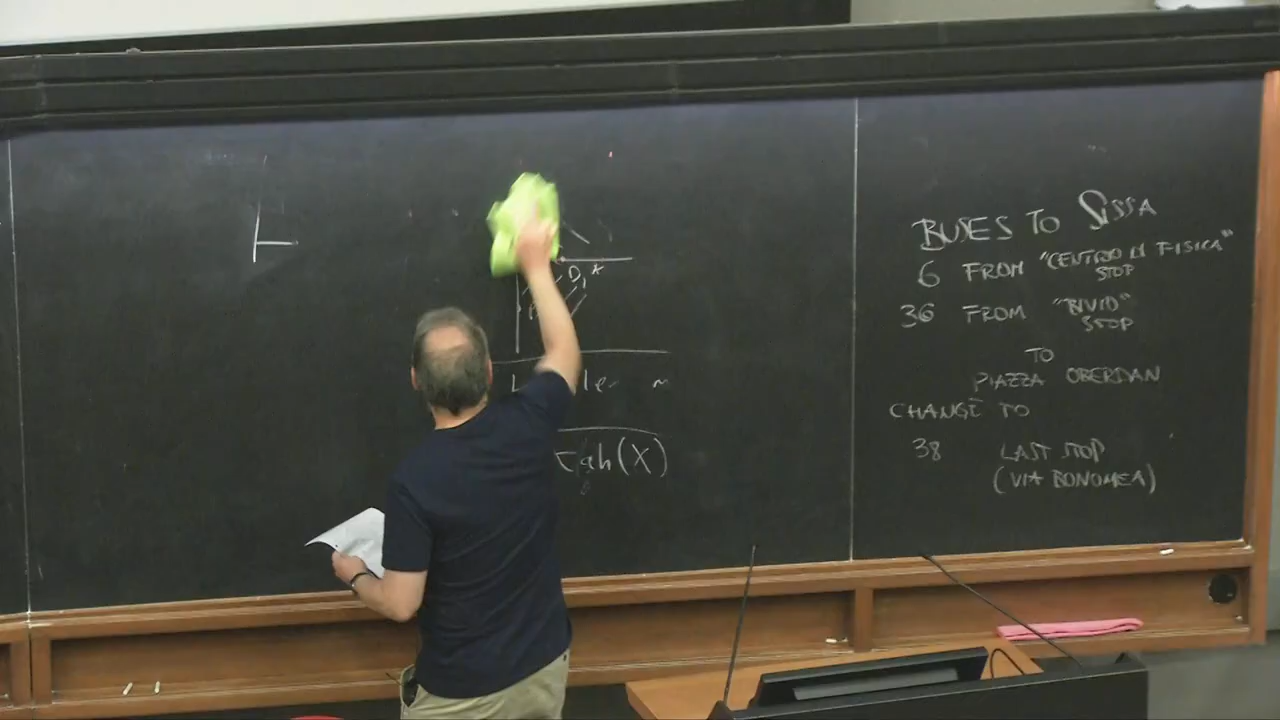 D, *
Coh(X)
BUSES TO SISSA
6 FROM "CENTRO DI FISICA"
STOP
36 FROM "BIVIO"
STOP
TO
PIAZZA OBERDAN
CHANGE TO
38 LAST STOP
(VIA BONOMEA)